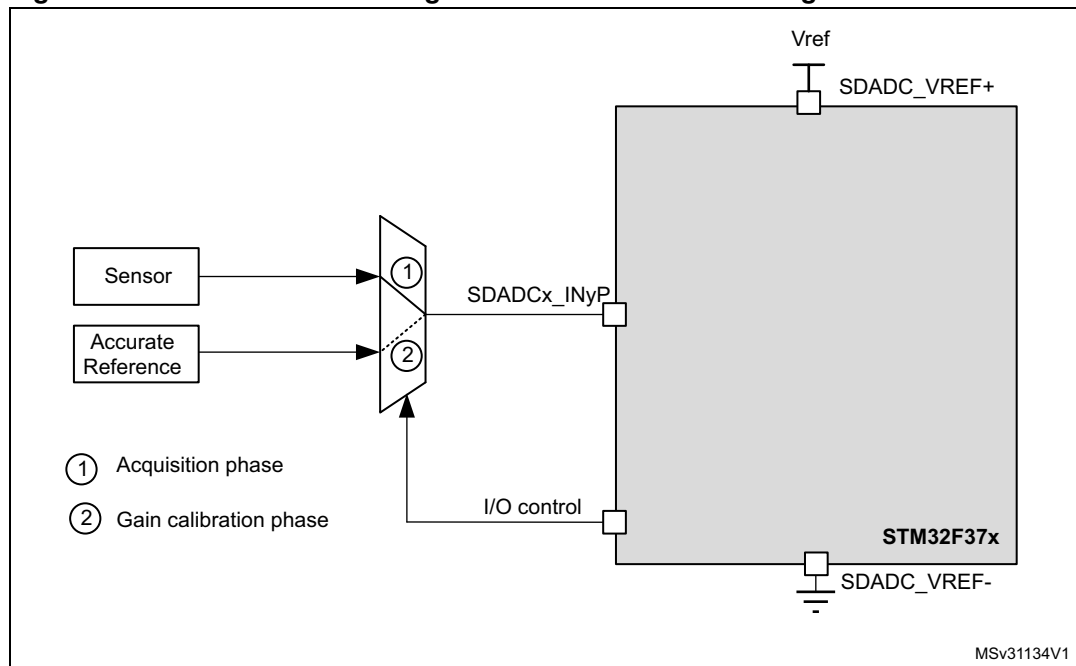 Vref
SDADC_VREF+
Sensor
1
SDADCx_INyP
Accurate
Reference
2
1 Acquisition phase
I/O control
2 Gain calibration phase
STM32F37x
SDADC_VREF-
MSv31134V1